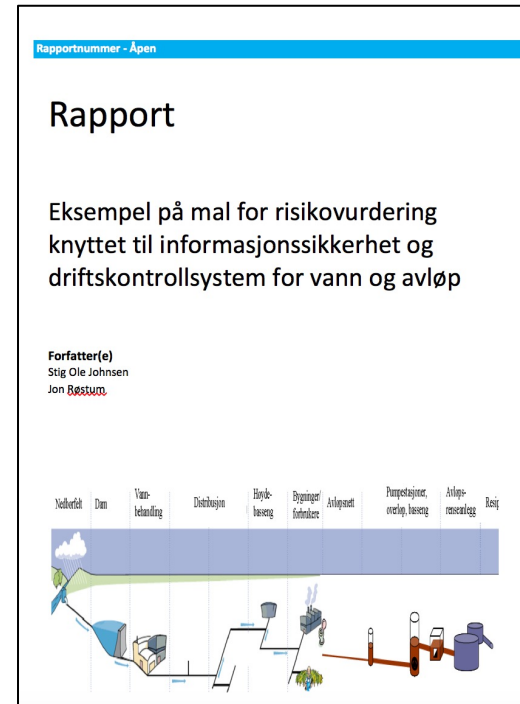 Rapportnummer - Åpen
Rapport
Eksempel på mal for risikovurdering
knyttet til informasjonssikkerhet og
driftskontrollsystem for vann og avløp
Forfatter(e)
Stig Ole Johnsen
Jon Røstum,
Nedbørfelt
Dam
Vann-
behandling
Distribusjon
Høyde-
basseng
Bygninger/
forbrukere
Avløpsnett
Pumpestasjoner,
overløp, basseng
Avløps-
renseanlegg
Resip